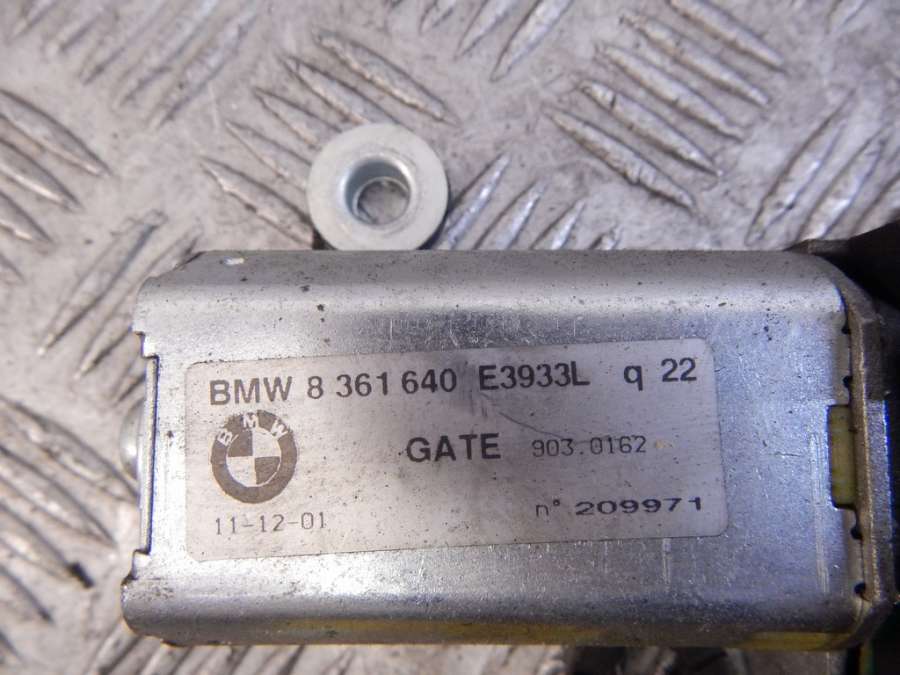 BMW 8 361 640 E3933L q 22
BMW
GATE 903.0162
11-12-01
n° 209971